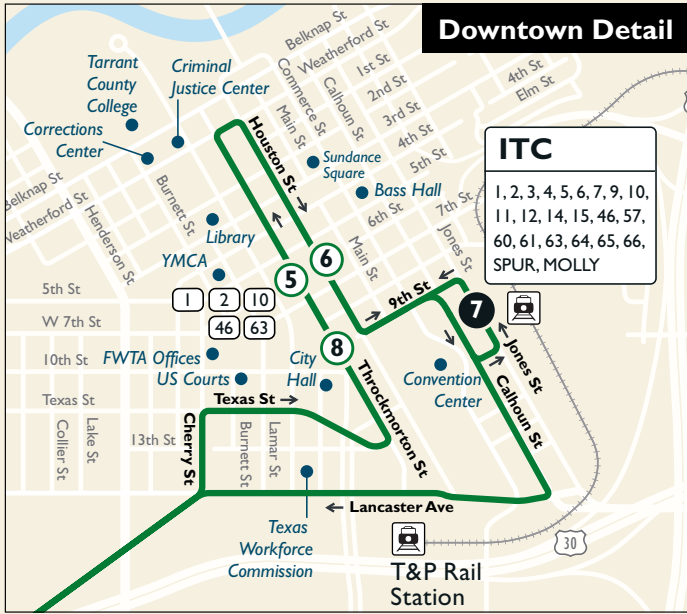 Downtown Detail
Belknap St
Weatherford St
1st St
2nd St
3rd St
4th St
5th St
Commerce St
Main St
Calhoun St
4th St
Elm St
Tarrant
County
College
Criminal
Justice Center
Corrections
Center
Houston St
Sundance
Square
Bass Hall
ITC
1, 2, 3, 4, 5, 6, 7, 9, 10,
11, 12, 14, 15, 46, 57,
60, 61, 63, 64, 65, 66,
SPUR, MOLLY
Belknap St
Weatherford St
Henderson St
Burnett St
Library
YMCA
6th St
7th St
Jones St
Main St
5
6
9th St
7
5th St
1
2
10
W 7th St
46
63
8
10th St
FWTA Offices
US Courts
City
Hall
Convention
Center
Jones St
Calhoun St
Throckmorton St
Texas St
Texas St
Cherry St
13th St
Collier St
Lake St
Burnett St
Lamar St
Lancaster Ave
Texas
Workforce
Commission
T&P Rail
Station
30